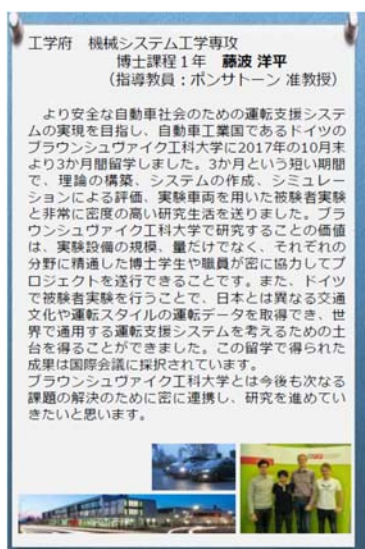 工学府　機械システム工学専攻
博士課程1年　藤波 洋平
（指導教員：ポンサトーン 准教授）
より安全な自動車社会のための運転支援システ
ムの実現を目指し、自動車工業国であるドイツの
ブラウンシュヴァイク工科大学に2017年の10月末
より3か月間留学しました。3か月という短い期間
で、理論の構築、システムの作成、シミュレー
ションによる評価、実験車両を用いた被験者実験
と非常に密度の高い研究生活を送りました。ブラ
ウンシュヴァイク工科大学で研究することの価値
は、実験設備の規模、量だけでなく、それぞれの
分野に精通した博士学生や職員が密に協力してプ
ロジェクトを遂行できることです。また、ドイツ
で被験者実験を行うことで、日本とは異なる交通
文化や運転スタイルの運転データを取得でき、世
界で通用する運転支援システムを考えるための土
台を得ることができました。この留学で得られた
成果は国際会議に採択されています。
ブラウンシュヴァイク工科大学とは今後も次なる
課題の解決のために密に連携し、研究を進めてい
きたいと思います。